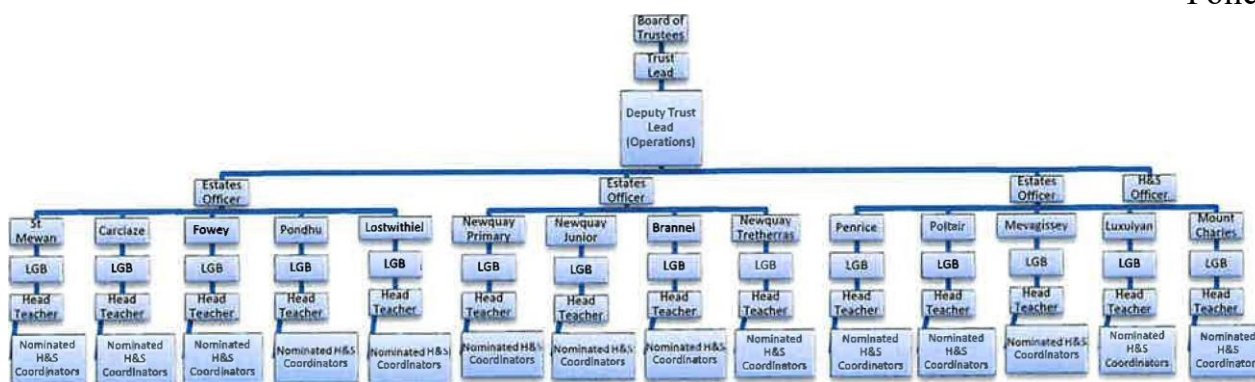 Board of
Trustees
Trust
Lead
Deputy Trust
Lead
(Operations)
Estates
Officer
Estates
Officer
Estates
Officer
H&S
Officer
St
Mewan
Carclaze
Fowey
Pondhu
Lostwithiel
Newquay
Primary
Newquay
Junior
Brannel
Newquay
Tretherras
Penrice
Poltair
Mevagissey
Luxulyan
Mount
Charles
LGB
LGB
LGB
LGB
LGB
LGB
LGB
LGB
LGB
LGB
LGB
LGB
LGB
LGB
Head
Teacher
Head
Teacher
Head
Teacher
Head
Teacher
Head
Teacher
Head
Teacher
Head
Teacher
Head
Teacher
Head
Teacher
Head
Teacher
Head
Teacher
Head
Teacher
Head
Teacher
Head
Teacher
Nominated
H&S
Coordinators
Nominated
H&S
Coordinators
Nominated
H&S
Coordinators
Nominated H&S
Coordinators
Nominated H&S
Coordinators
Nominated H&S
Coordinators
Nominated H&S
Coordinators
Nominated H&S
Coordinators
Nominated
H&S
Coordinators
Nominated
H&S
Coordinators
Nominated
H&S
Coordinators
Nominated H&S
Coordinators
Nominated
H&S
Coordinators
Nominated
H&S
Coordinators